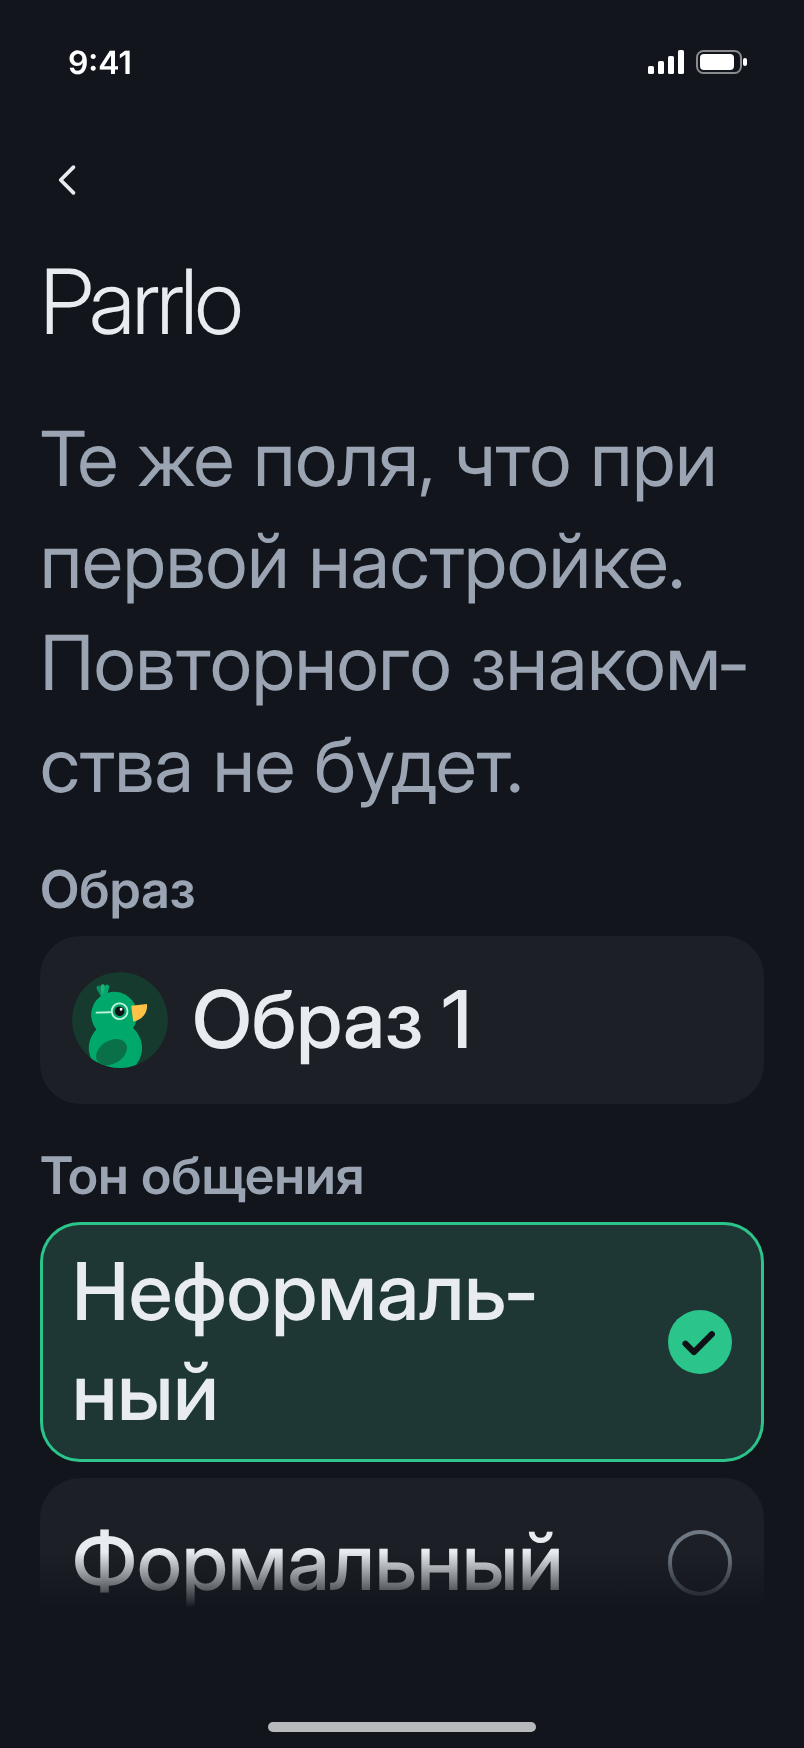 9:41
Parrlo
Те же поля, что при
первой настройке.
Повторного знаком-
ства не будет.
Образ
Образ 1
Тон общения
Неформаль-
ный
Формальный